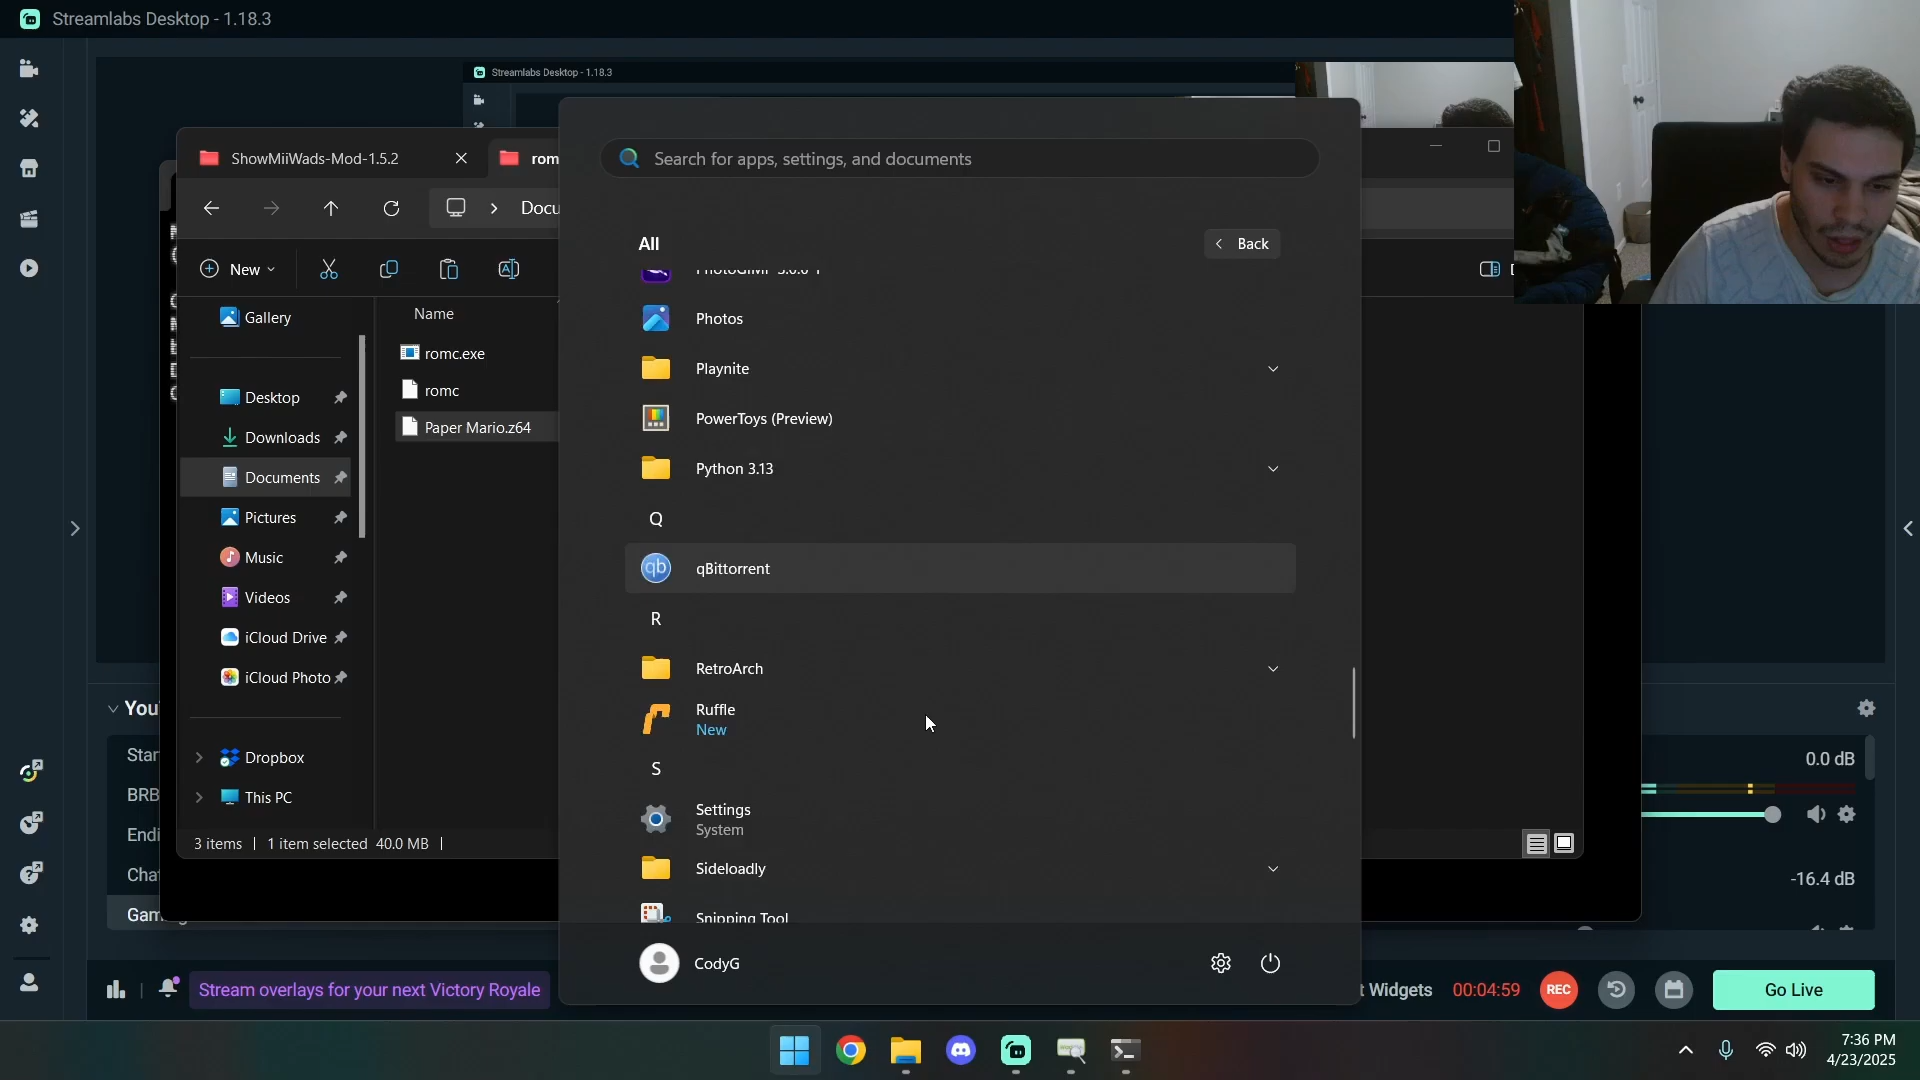 Streamlabs Desktop - 1.18.3
Streamlabs Desktop - 1.18.3
ShowMiiWads-Mod-1.5.2
rom
Search for apps, settings, and documents
Docu
All
Back
New
Gallery
Name
Photos
romc.exe
Playnite
romc
Desktop
PowerToys (Preview)
Paper Mario.z64
Downloads
Python 3.13
Documents
Pictures
Q
Music
qb
qBittorrent
Videos
R
iCloud Drive
RetroArch
iCloud Photo
Ruffle
New
You
Star
0.0 dB
Dropbox
S
BRB
This PC
Settings
System
Endi
3 items
1 item selected 40.0 MB
Sideloadly
Chat
-16.4 dB
Gam
Snipping Tool
CodyG
Stream overlays for your next Victory Royale
t Widgets
00:04:59
REC
Go Live
7:36 PM
4/23/2025